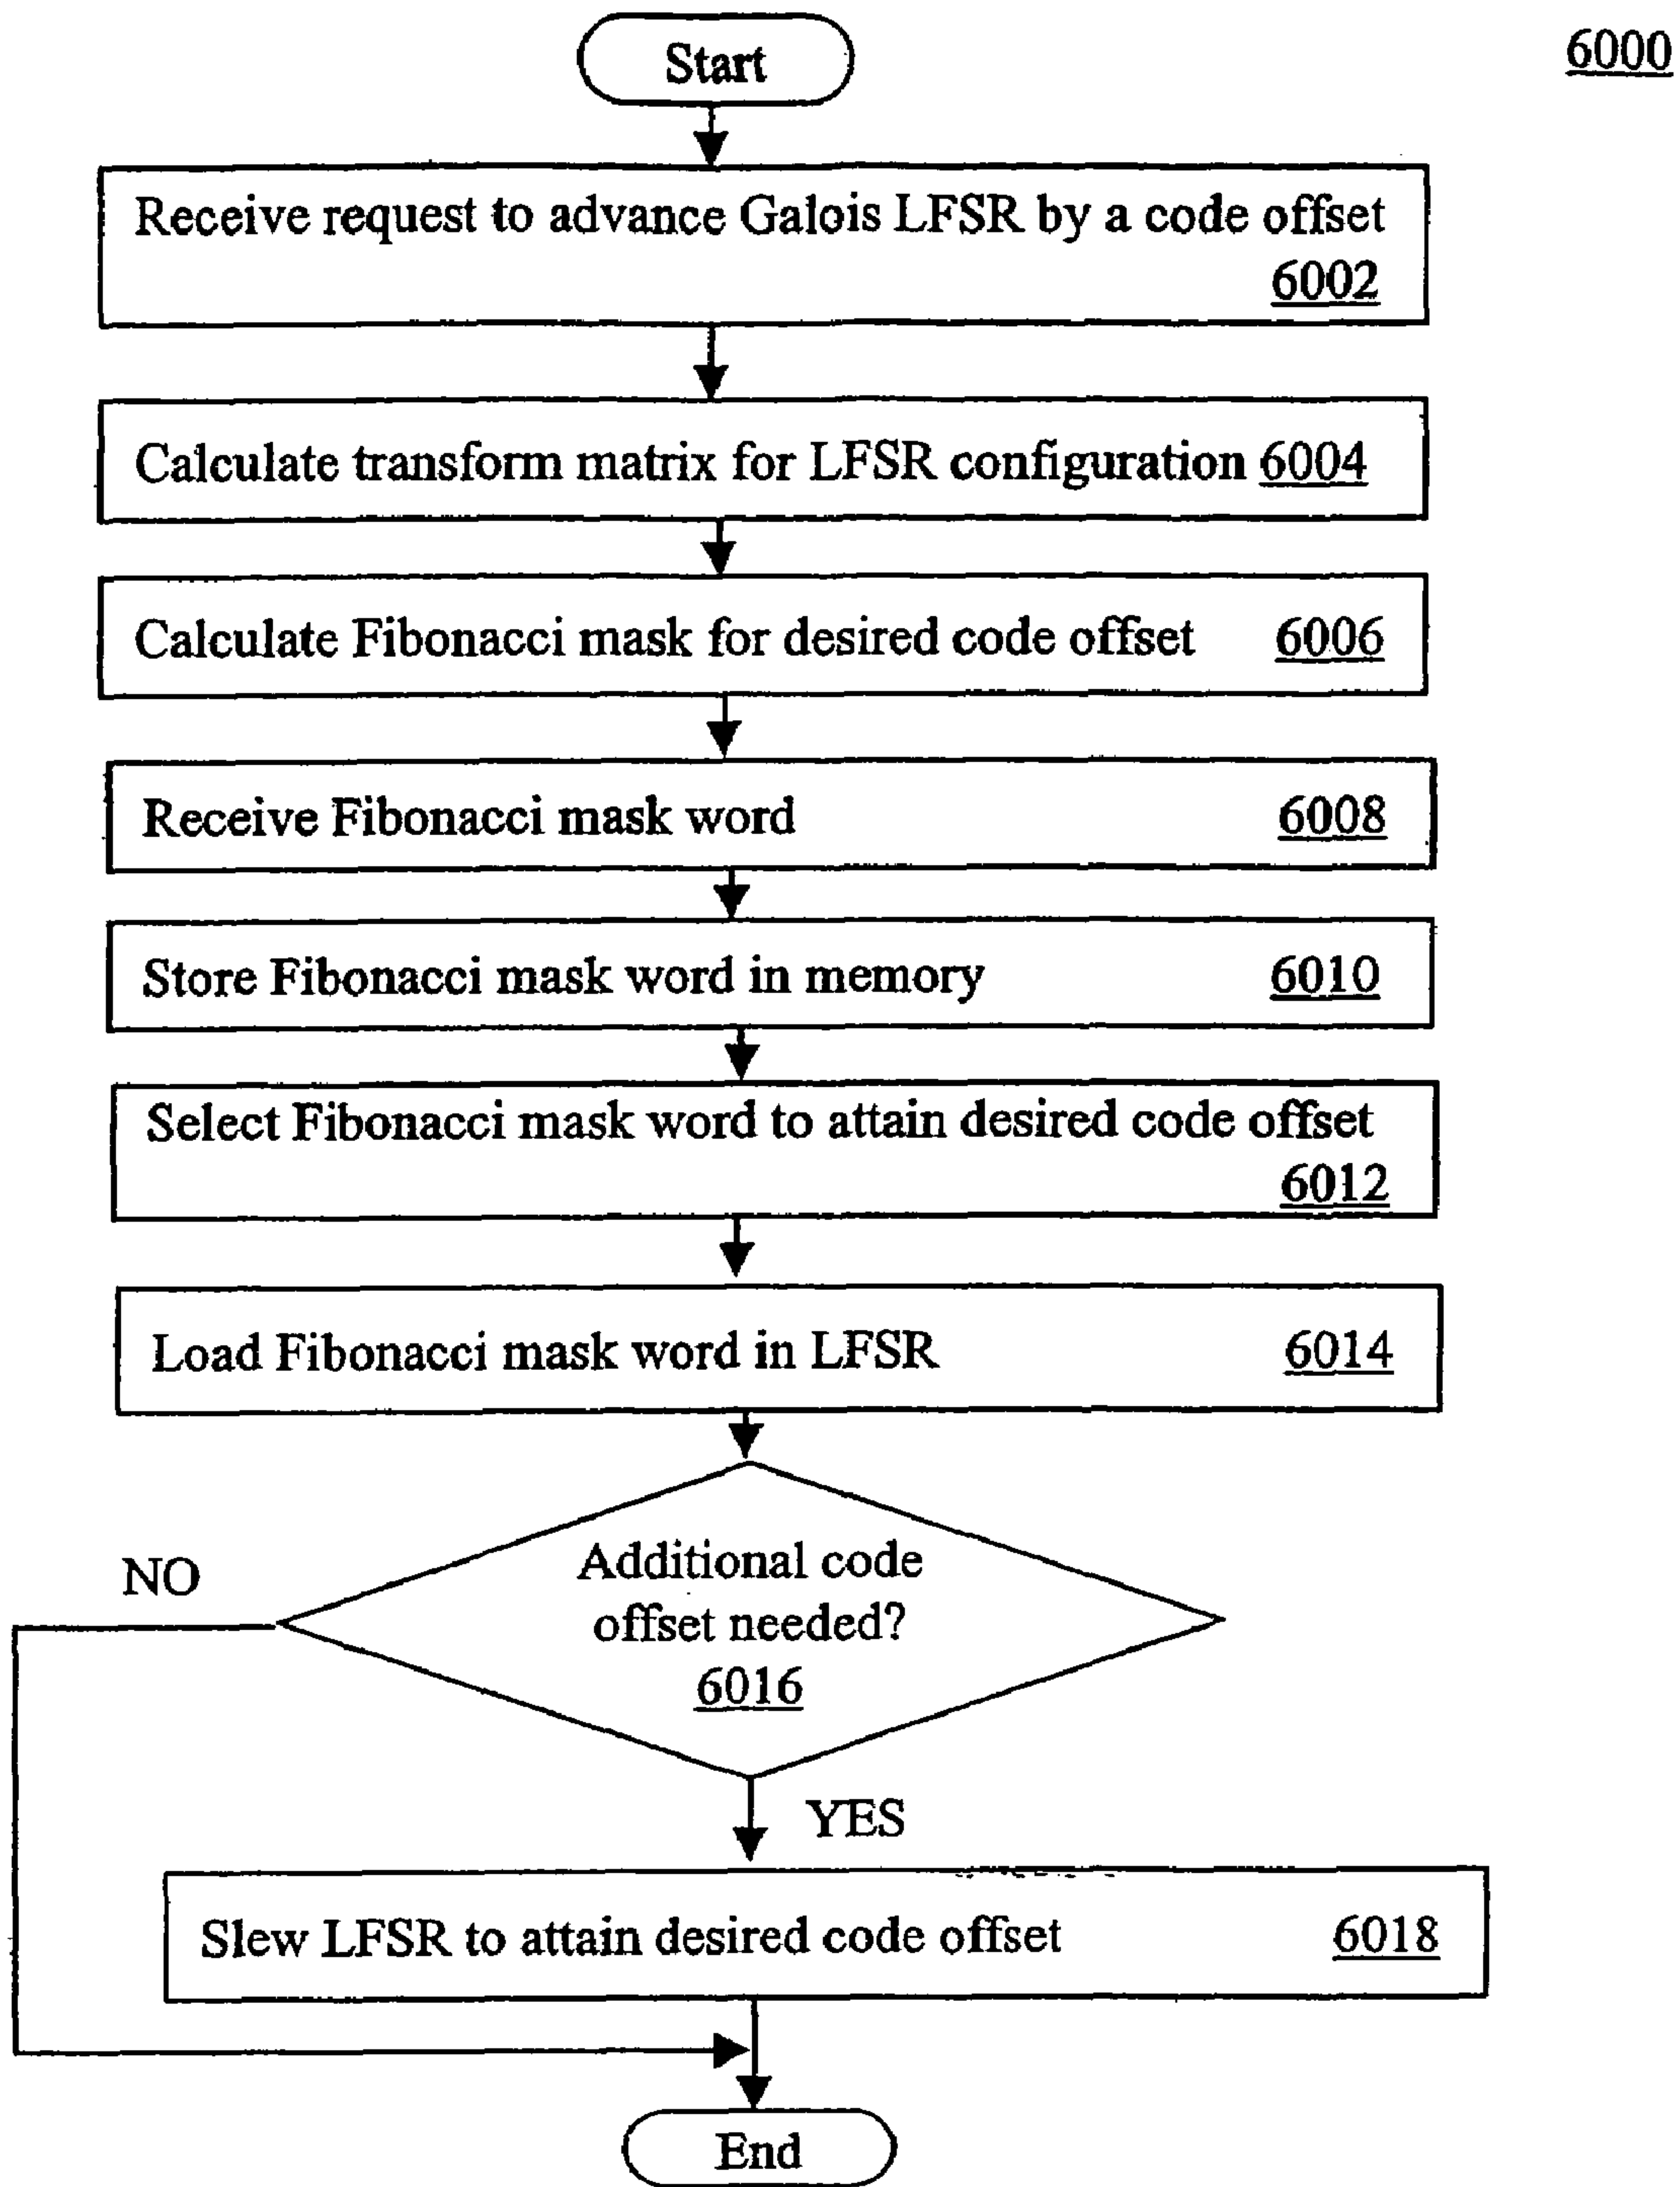 6000
Start
Receive request to advance Galois LFSR by a code offset
6002
Calculate transform matrix for LFSR configuration 6004
Calculate Fibonacci mask for desired code offset 6006
Receive Fibonacci mask word 6008
Store Fibonacci mask word in memory 6010
Select Fibonacci mask word to attain desired code offset
6012
Load Fibonacci mask word in LFSR 6014
Additional code
offset needed?
6016
NO
YES
Slew LFSR to attain desired code offset 6018
End